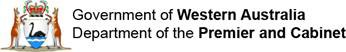 Government of Western Australia
Department of the Premier and Cabinet